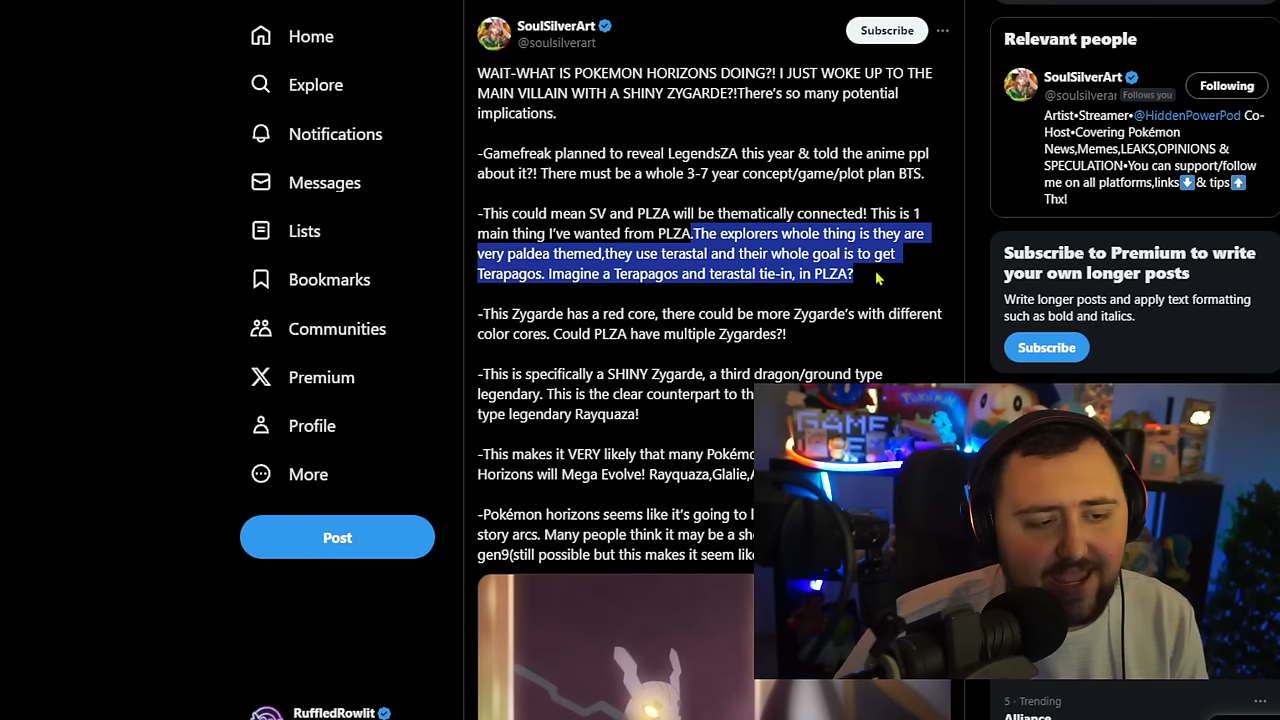 Home
Explore
Notifications
Messages
Lists
Bookmarks
Communities
Premium
Profile
More
Post
RuffledRowlit
SoulSilverArt
@soulsilverart
Subscribe
WAIT-WHAT IS POKEMON HORIZONS DOING?! I JUST WOKE UP TO THE
MAIN VILLAIN WITH A SHINY ZYGARDE?!There’s so many potential
implications.
-Gamefreak planned to reveal LegendsZA this year & told the anime ppl
about it?! There must be a whole 3-7 year concept/game/plot plan BTS.
-This could mean SV and PLZA will be thematically connected! This is 1
main thing I’ve wanted from PLZA.The explorers whole thing is they are
very paldea themed,they use terastal and their whole goal is to get
Terapagos. Imagine a Terapagos and terastal tie-in, in PLZA?
-This Zygarde has a red core, there could be more Zygarde’s with different
color cores. Could PLZA have multiple Zygardes?!
-This is specifically a SHINY Zygarde, a third dragon/ground type
legendary. This is the clear counterpart to th
type legendary Rayquaza!
-This makes it VERY likely that many Pokémo
Horizons will Mega Evolve! Rayquaza,Glalie,
-Pokémon horizons seems like it’s going to
story arcs. Many people think it may be a sh
gen9(still possible but this makes it seem lik
Relevant people
SoulSilverArt
@soulsilverar Follows you
Following
Artist•Streamer•@HiddenPowerPod Co-
Host•Covering Pokémon
News,Memes,LEAKS,OPINIONS &
SPECULATION•You can support/follow
me on all platforms,links⬇️& tips⬆️
Thx!
Subscribe to Premium to write
your own longer posts
Write longer posts and apply text formatting
such as bold and italics.
Subscribe
GAME
5 · Trending
Alliance